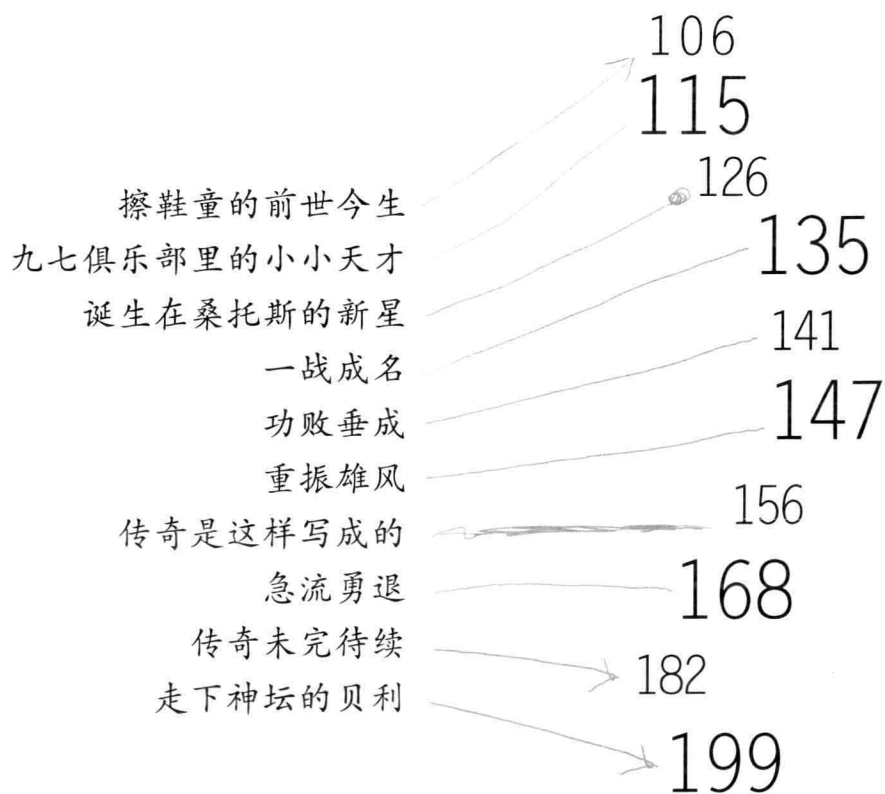 擦鞋童的前世今生 106
九七俱乐部里的小小天才 115
诞生在桑托斯的新星 126
一战成名 135
功败垂成 141
重振雄风 147
传奇是这样写成的 156
急流勇退 168
传奇未完待续 182
走下神坛的贝利 199